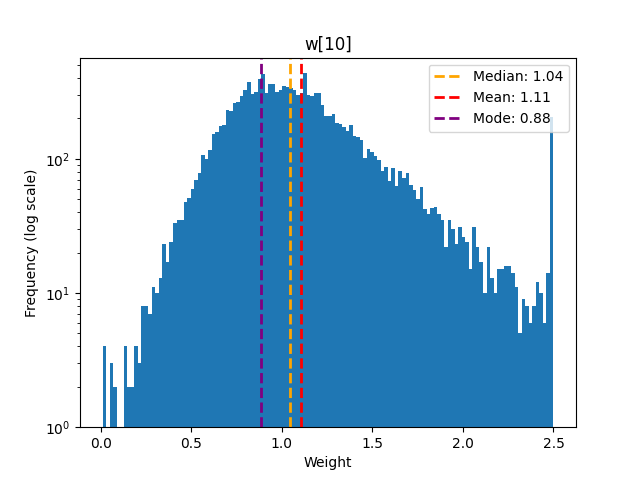 w[10]
Median: 1.04
Mean: 1.11
Mode: 0.88
Frequency (log scale)
10²
10¹
10⁰
0.0 0.5 1.0 1.5 2.0 2.5
Weight